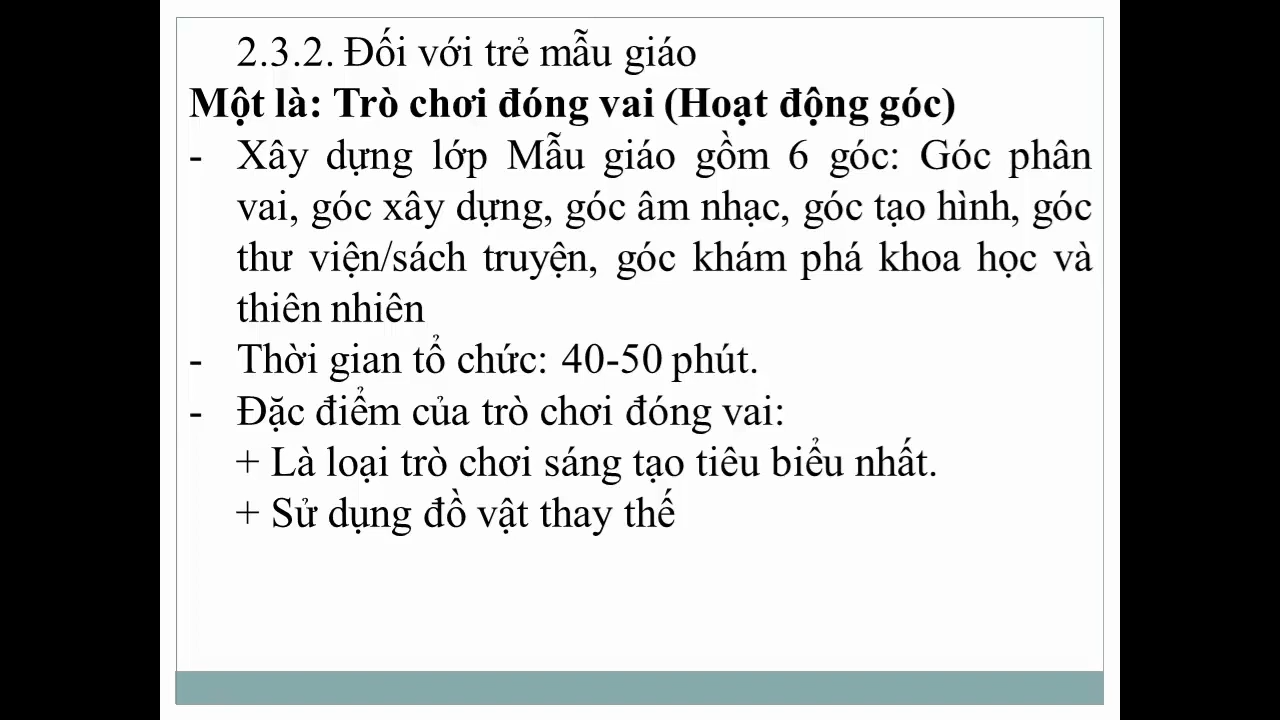 2.3.2. Đối với trẻ mẫu giáo
Một là: Trò chơi đóng vai (Hoạt động góc)
- Xây dựng lớp Mẫu giáo gồm 6 góc: Góc phân
vai, góc xây dựng, góc âm nhạc, góc tạo hình, góc
thư viện/sách truyện, góc khám phá khoa học và
thiên nhiên
- Thời gian tổ chức: 40-50 phút.
- Đặc điểm của trò chơi đóng vai:
+ Là loại trò chơi sáng tạo tiêu biểu nhất.
+ Sử dụng đồ vật thay thế